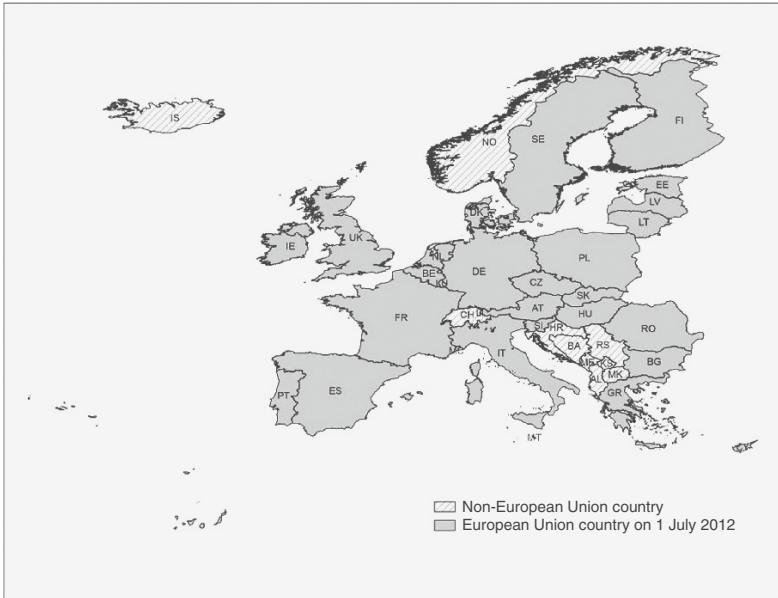 IS
NO
SE
FI
EE
LV
LT
DK
IE
UK
NL
BE
DE
PL
CZ
SK
FR
CH
AT
HU
SI
HR
RO
BA
RS
IT
BG
MK
AL
GR
PT
ES
Non-European Union country
European Union country on 1 July 2012